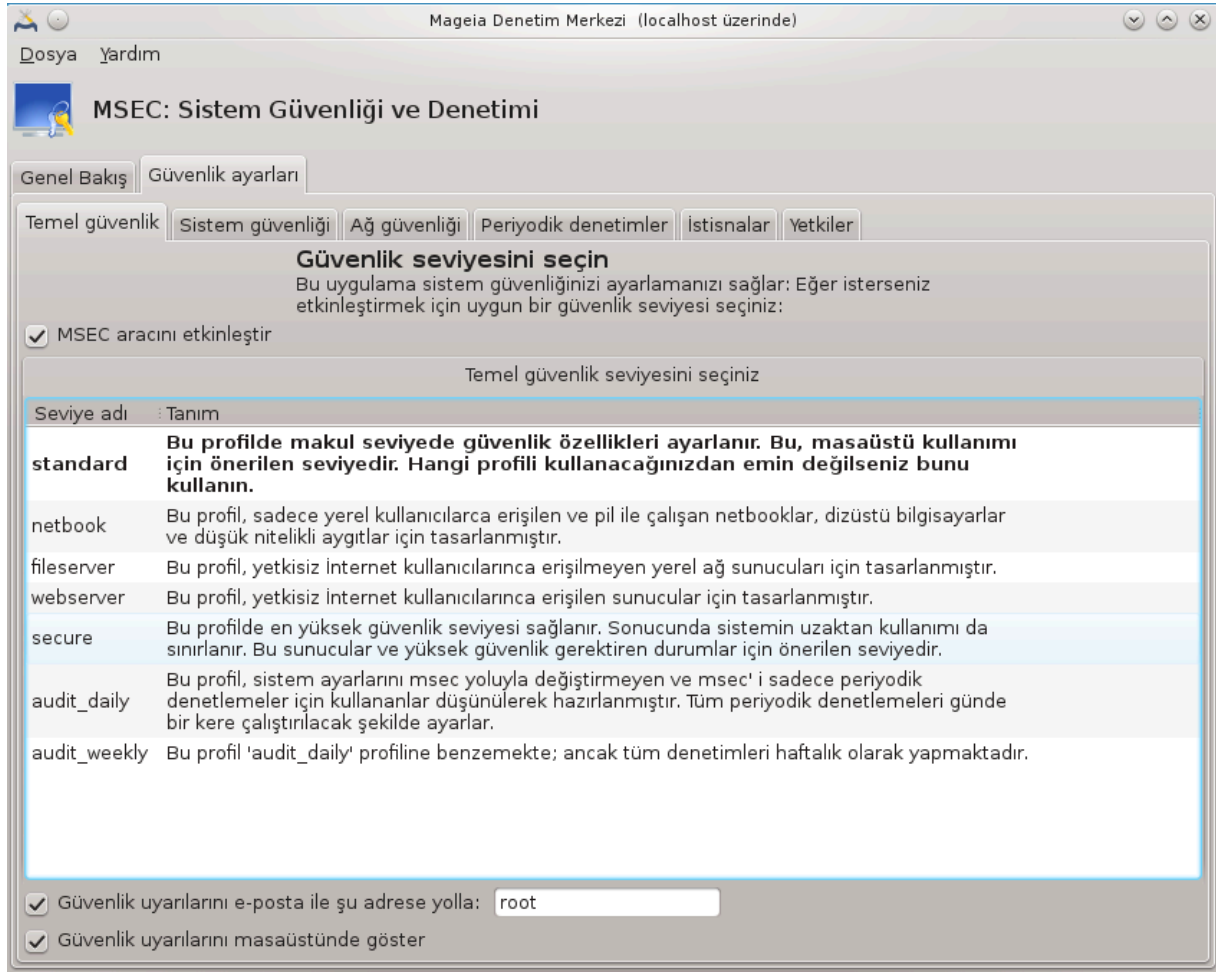 Mageia Denetim Merkezi (localhost üzerinde)
Dosya Yardım
MSEC: Sistem Güvenliği ve Denetimi
Genel Bakış Güvenlik ayarları
Temel güvenlik Sistem güvenliği Ağ güvenliği Periyodik denetimler İstisnalar Yetkiler
Güvenlik seviyesini seçin
Bu uygulama sistem güvenliğinizi ayarlamanızı sağlar: Eğer isterseniz
etkinleştirmek için uygun bir güvenlik seviyesi seçiniz:
MSEC aracını etkinleştir
Temel güvenlik seviyesini seçiniz
Seviye adı Tanım
standard
Bu profilde makul seviyede güvenlik özellikleri ayarlanır. Bu, masaüstü kullanımı
için önerilen seviyedir. Hangi profili kullanacağınızdan emin değilseniz bunu
kullanın.
netbook
Bu profil, sadece yerel kullanıcılarca erişilen ve pil ile çalışan netbooklar, dizüstü bilgisayarlar
ve düşük nitelikli aygıtlar için tasarlanmıştır.
fileserver Bu profil, yetkisiz İnternet kullanıcılarınca erişilmeyen yerel ağ sunucuları için tasarlanmıştır.
webserver Bu profil, yetkisiz İnternet kullanıcılarınca erişilen sunucular için tasarlanmıştır.
secure
Bu profilde en yüksek güvenlik seviyesi sağlanır. Sonucunda sistemin uzaktan kullanımı da
sınırlanır. Bu sunucular ve yüksek güvenlik gerektiren durumlar için önerilen seviyedir.
audit_daily
Bu profil, sistem ayarlarını msec yoluyla değiştirmeyen ve msec' i sadece periyodik
denetlemeler için kullananlar düşünülerek hazırlanmıştır. Tüm periyodik denetlemeleri günde
bir kere çalıştırılacak şekilde ayarlar.
audit_weekly Bu profil 'audit_daily' profiline benzemekte; ancak tüm denetimleri haftalık olarak yapmaktadır.
Güvenlik uyarılarını e-posta ile şu adrese yolla: root
Güvenlik uyarılarını masaüstünde göster